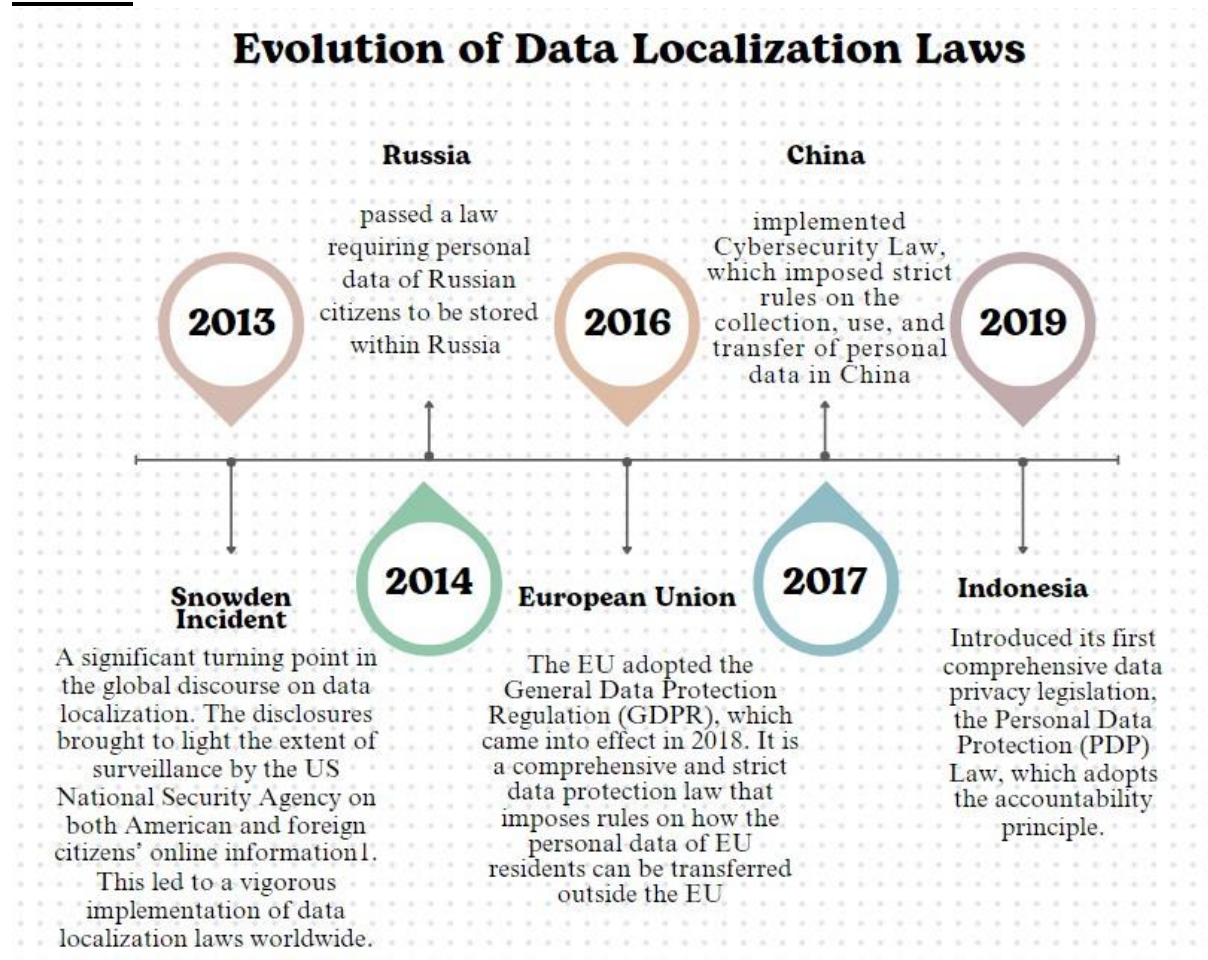 Evolution of Data Localization Laws
2013
Snowden
Incident
A significant turning point in
the global discourse on data
localization. The disclosures
brought to light the extent of
surveillance by the US
National Security Agency on
both American and foreign
citizens' online information1.
This led to a vigorous
implementation of data
localization laws worldwide.
Russia
passed a law
requiring personal
data of Russian
citizens to be stored
within Russia
2014
2016
European Union
The EU adopted the
General Data Protection
Regulation (GDPR), which
came into effect in 2018. It is
a comprehensive and strict
data protection law that
imposes rules on how the
personal data of EU
residents can be transferred
outside the EU
China
implemented
Cybersecurity Law,
which imposed strict
rules on the
collection, use, and
transfer of personal
data in China
2017
2019
Indonesia
Introduced its first
comprehensive data
privacy legislation,
the Personal Data
Protection (PDP)
Law, which adopts
the accountability
principle.